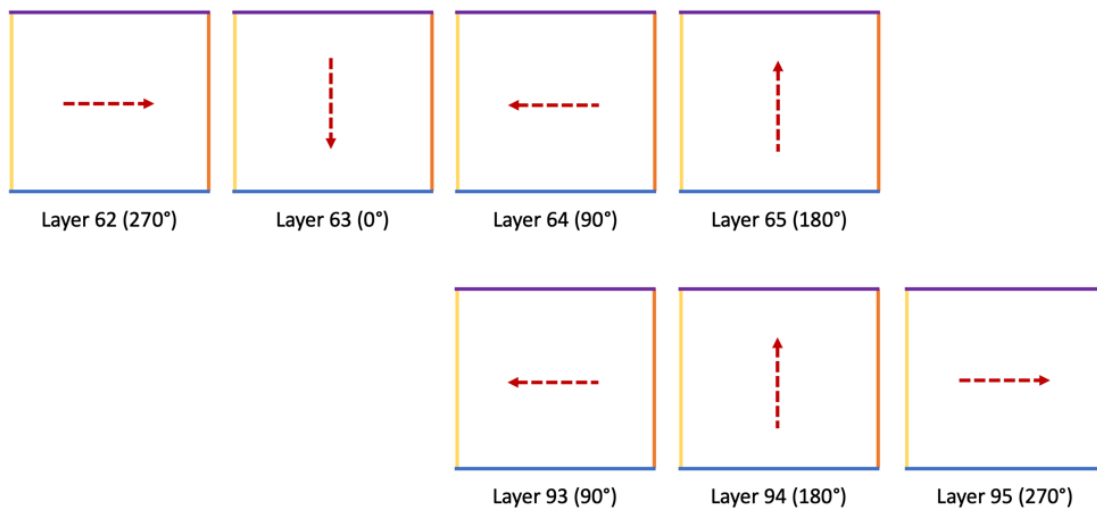 Layer 62 (270°)
Layer 63 (0°)
Layer 64 (90°)
Layer 65 (180°)
Layer 93 (90°)
Layer 94 (180°)
Layer 95 (270°)